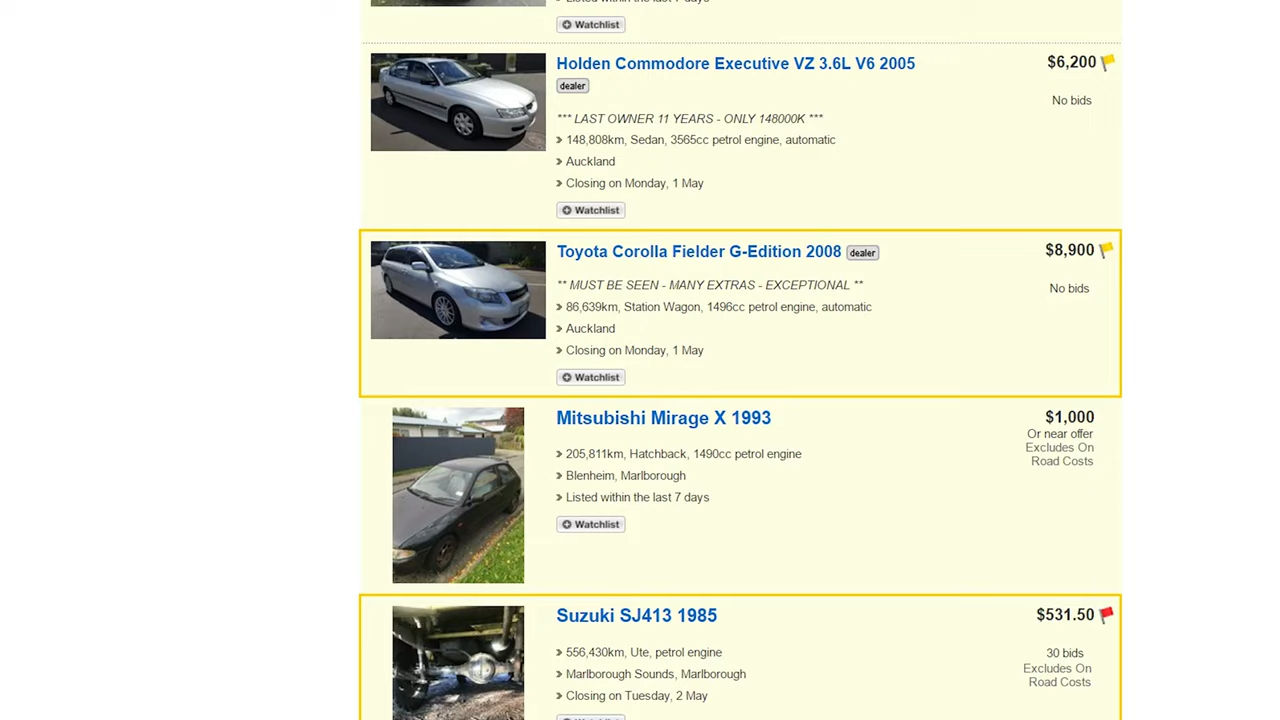 Listed within the last 7 days
Watchlist
Holden Commodore Executive VZ 3.6L V6 2005
$6,200
dealer
No bids
*** LAST OWNER 11 YEARS - ONLY 148000K ***
148,808km, Sedan, 3565cc petrol engine, automatic
Auckland
Closing on Monday, 1 May
Watchlist
Toyota Corolla Fielder G-Edition 2008 dealer
$8,900
No bids
** MUST BE SEEN - MANY EXTRAS - EXCEPTIONAL **
86,639km, Station Wagon, 1496cc petrol engine, automatic
Auckland
Closing on Monday, 1 May
Watchlist
Mitsubishi Mirage X 1993
$1,000
Or near offer
Excludes On
Road Costs
205,811km, Hatchback, 1490cc petrol engine
Blenheim, Marlborough
Listed within the last 7 days
Watchlist
Suzuki SJ413 1985
$531.50
30 bids
Excludes On
Road Costs
556,430km, Ute, petrol engine
Marlborough Sounds, Marlborough
Closing on Tuesday, 2 May